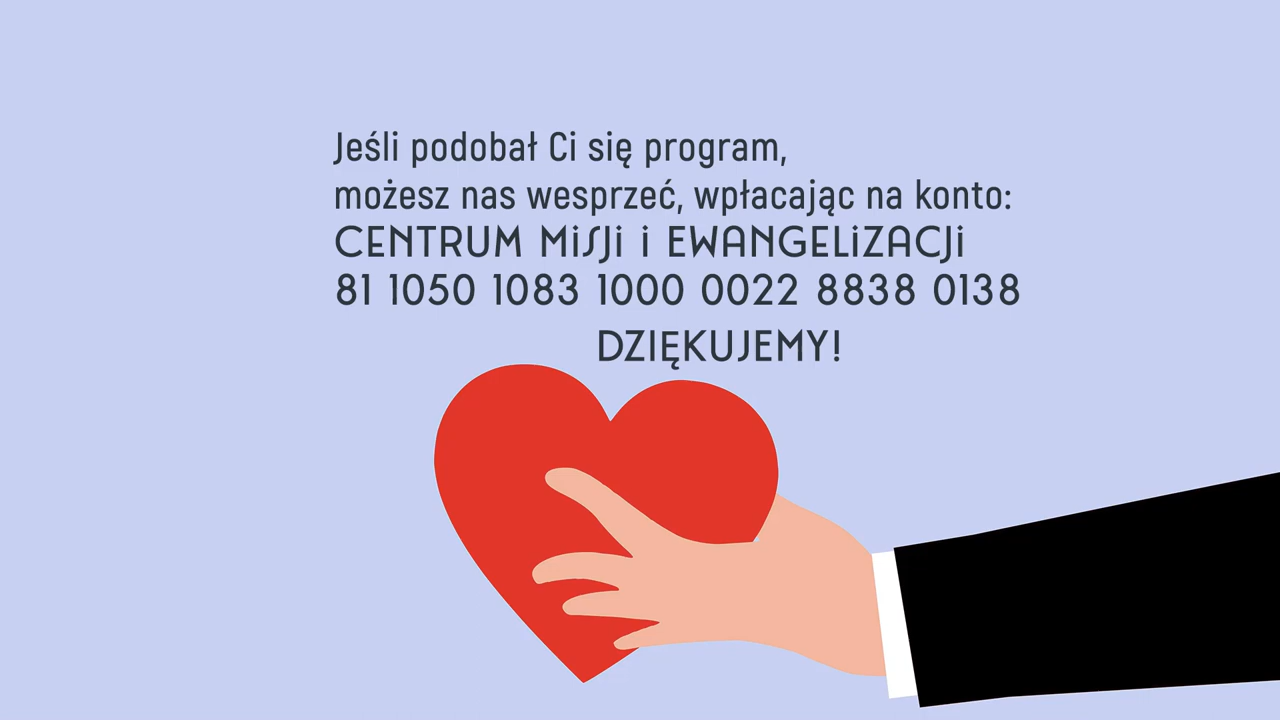 Jeśli podobał Ci się program,
możesz nas wesprzeć, wpłacając na konto:
CENTRUM MiSJi i EWANGELiZACJi
81 1050 1083 1000 0022 8838 0138
DZIĘKUJEMY!